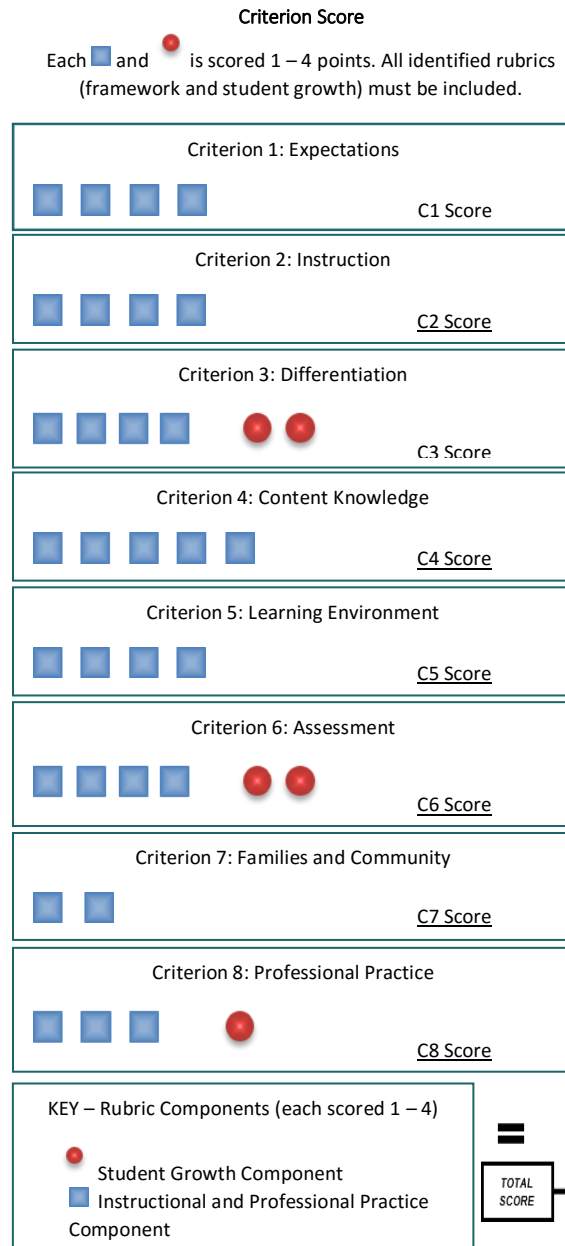 Criterion Score
Each and is scored 1 – 4 points. All identified rubrics
(framework and student growth) must be included.
Criterion 1: Expectations
C1 Score
Criterion 2: Instruction
C2 Score
Criterion 3: Differentiation
C3 Score
Criterion 4: Content Knowledge
C4 Score
Criterion 5: Learning Environment
C5 Score
Criterion 6: Assessment
C6 Score
Criterion 7: Families and Community
C7 Score
Criterion 8: Professional Practice
C8 Score
KEY – Rubric Components (each scored 1 – 4)
Student Growth Component
Instructional and Professional Practice
Component
=
TOTAL
SCORE